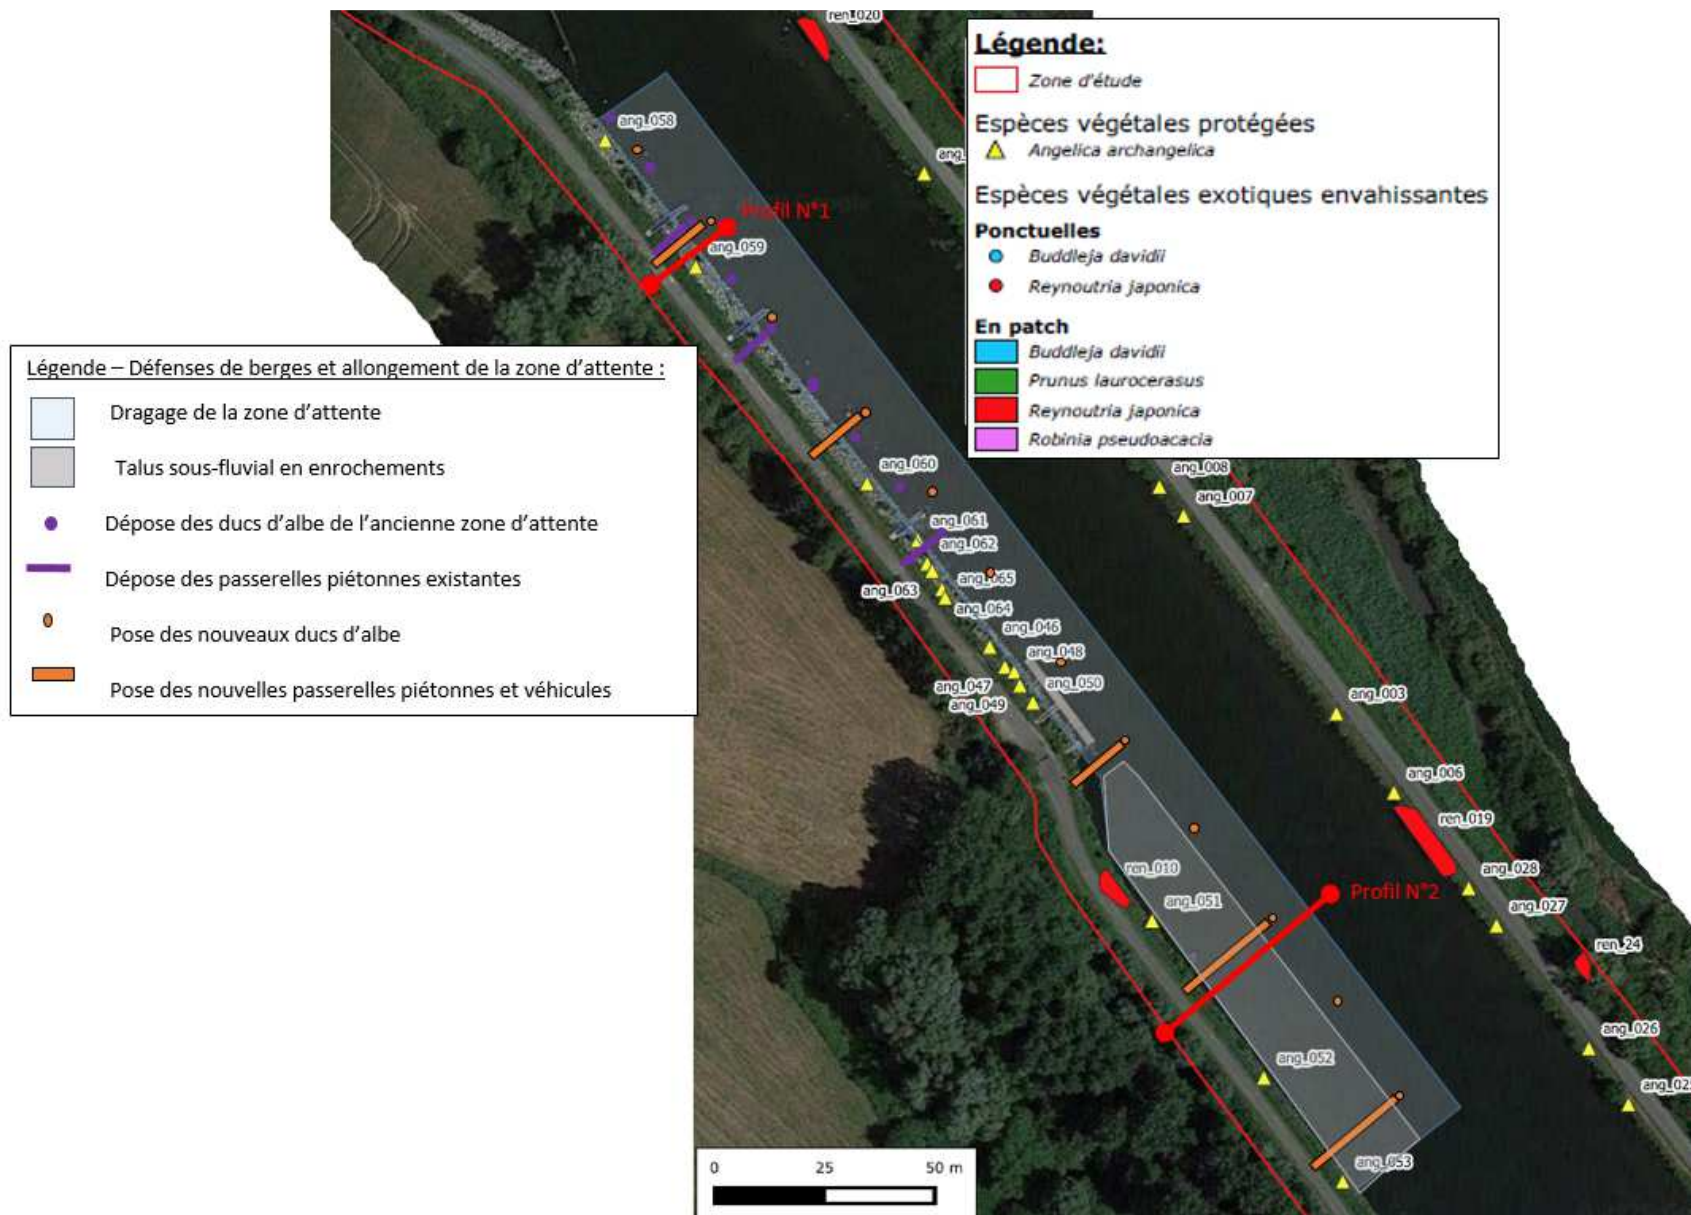 ren_020
ang_058
ang_
Profil N°1
ang_059
Légende:
Zone d'étude
Espèces végétales protégées
Angelica archangelica
Espèces végétales exotiques envahissantes
Ponctuelles
Buddleja davidii
Reynoutria japonica
En patch
Buddleja davidii
Prunus laurocerasus
Reynoutria japonica
Robinia pseudoacacia
Légende – Défenses de berges et allongement de la zone d'attente :
Dragage de la zone d'attente
Talus sous-fluvial en enrochements
Dépose des ducs d'albe de l'ancienne zone d'attente
Dépose des passerelles piétonnes existantes
Pose des nouveaux ducs d'albe
Pose des nouvelles passerelles piétonnes et véhicules
ang_060
ang_061
ang_062
ang_065
ang_063
ang_064
ang_046
ang_048
ang_047
ang_050
ang_049
ang_008
ang_007
ang_003
ang_006
ren_019
ang_028
ang_027
ren_24
ang_026
ang_025
ren_010
ang_051
Profil N°2
ang_052
ang_053
0 25 50 m